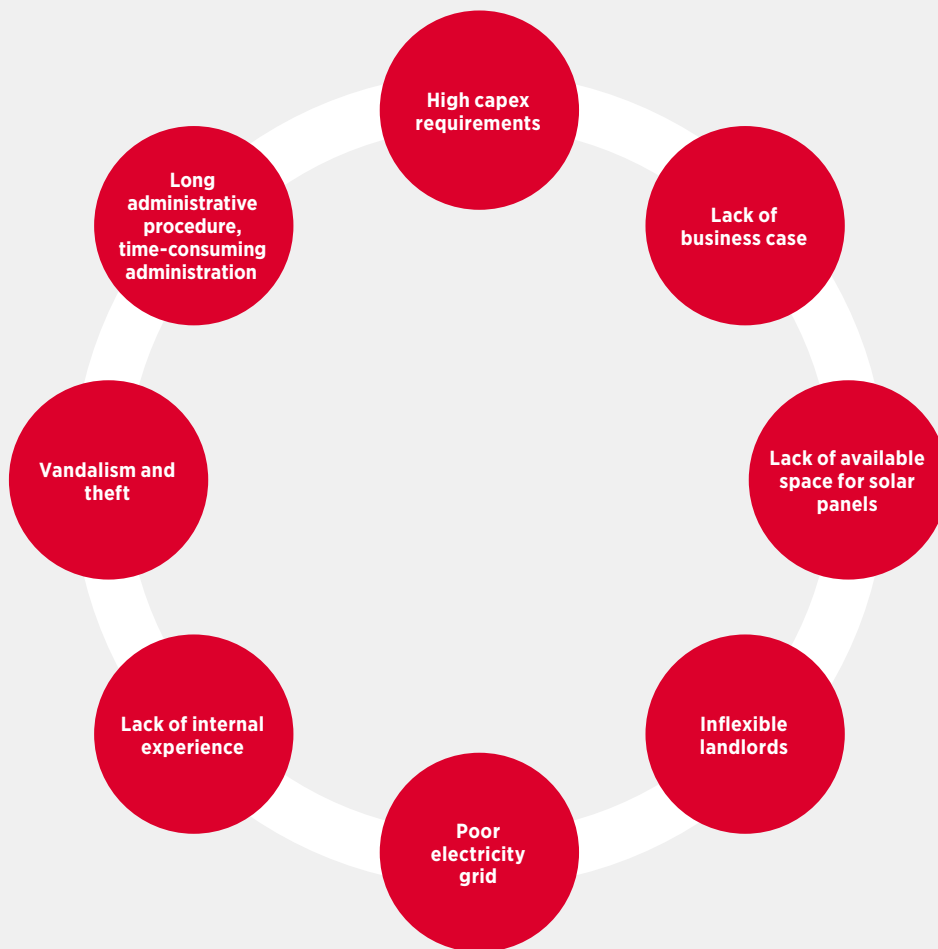 High capex
requirements
Lack of
business case
Lack of available
space for solar
panels
Inflexible
landlords
Poor
electricity
grid
Lack of internal
experience
Vandalism and
theft
Long
administrative
procedure,
time-consuming
administration